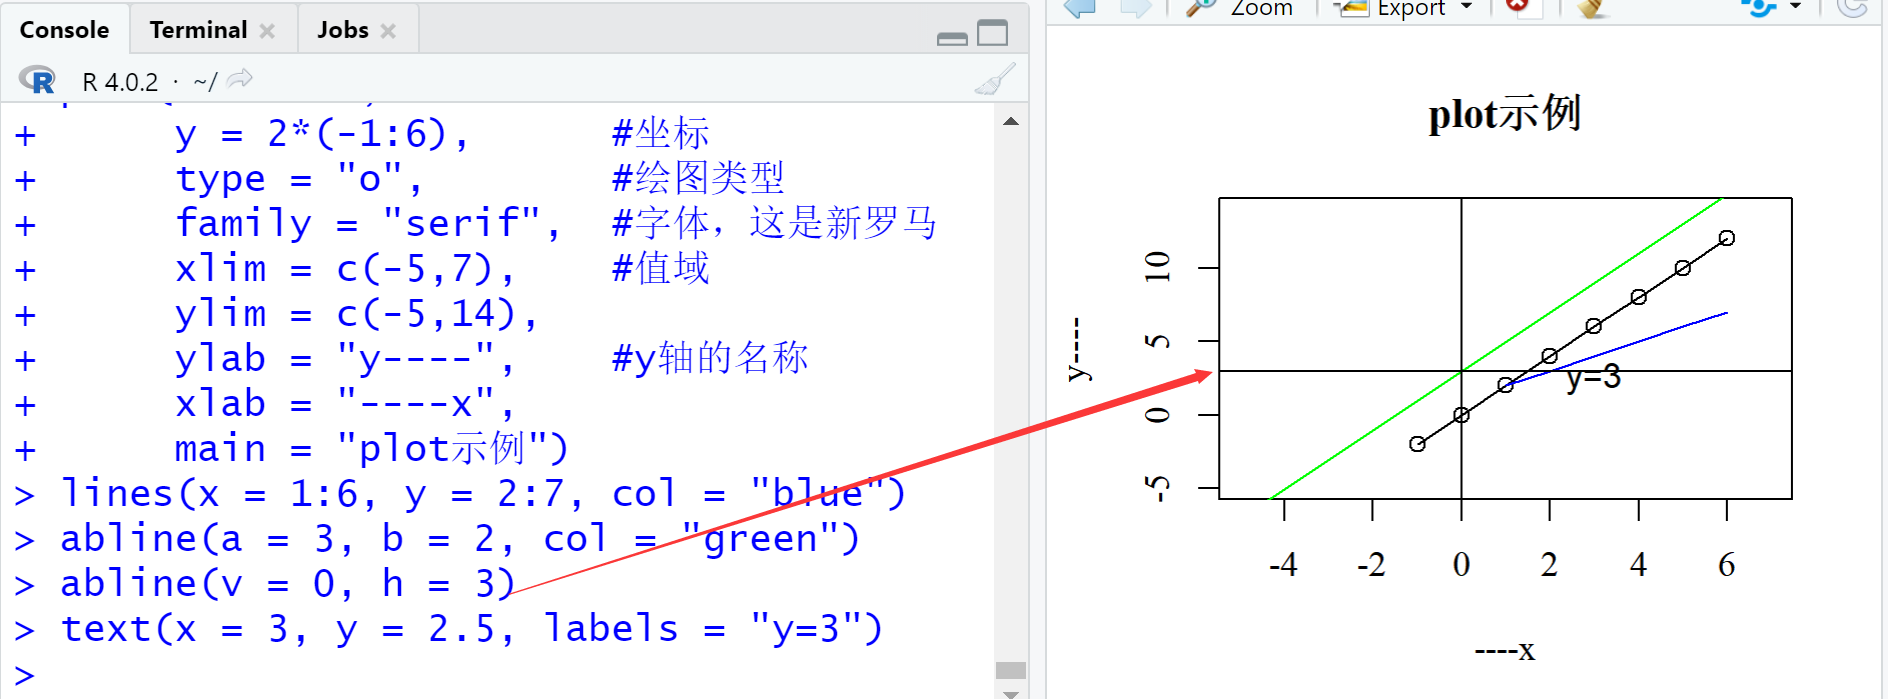 Console Terminal Jobs
R 4.0.2 · ~/
+ y = 2*(-1:6), #坐标
+ type = "o", #绘图类型
+ family = "serif", #字体，这是新罗马
+ xlim = c(-5,7), #值域
+ ylim = c(-5,14),
+ ylab = "y----", #y轴的名称
+ xlab = "----x",
+ main = "plot示例")
> lines(x = 1:6, y = 2:7, col = "blue")
> abline(a = 3, b = 2, col = "green")
> abline(v = 0, h = 3)
> text(x = 3, y = 2.5, labels = "y=3")
>
Zoom Export
plot示例
y----
10
5
0
-5
y=3
-4 -2 0 2 4 6
----x